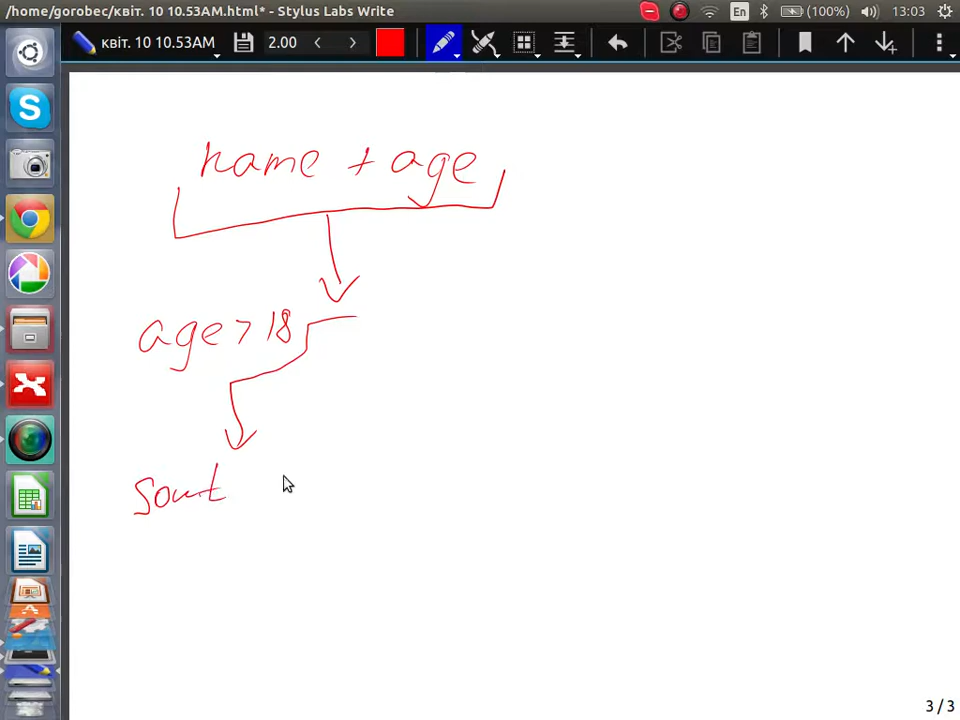 /home/gorobec/квіт. 10 10.53AM.html* - Stylus Labs Write En (100%) 13:03
квіт. 10 10.53AM 2.00
name + age
age > 18
sout
3 / 3